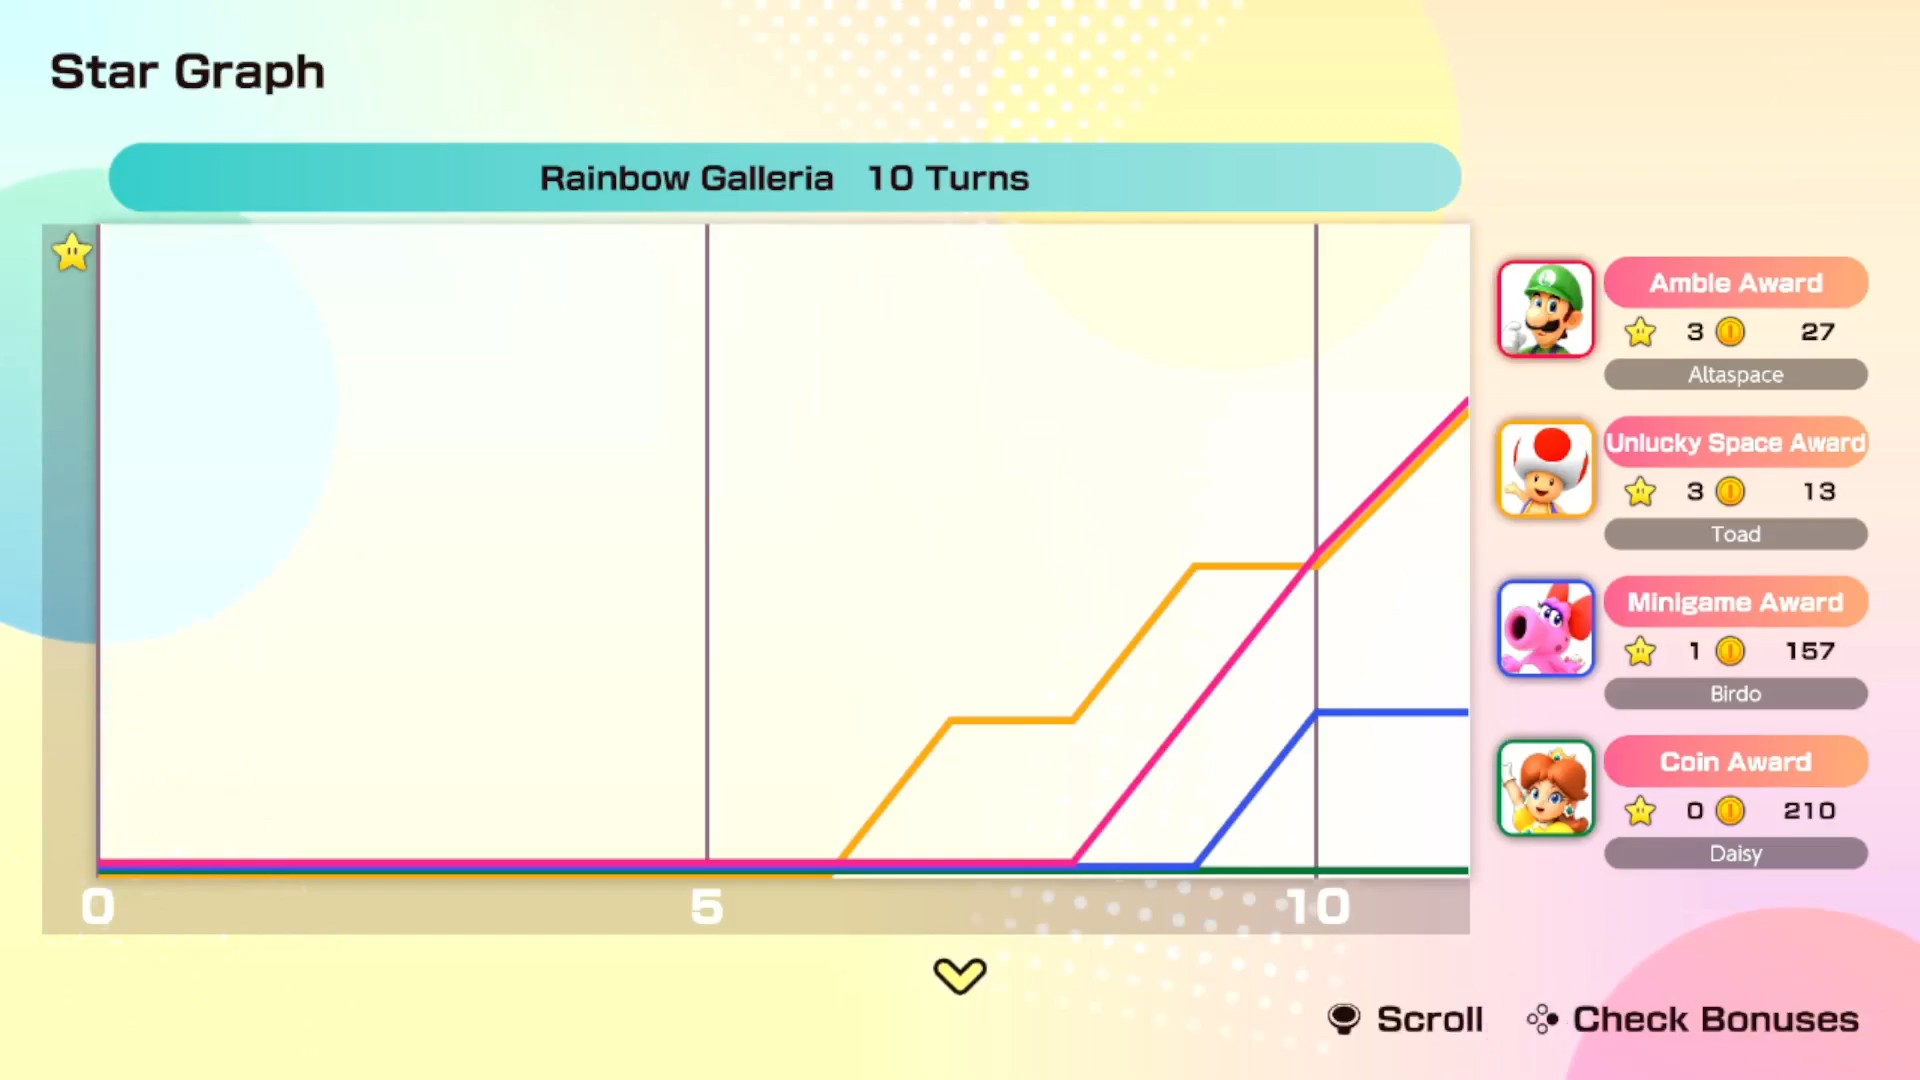 Star Graph
Rainbow Galleria 10 Turns
Amble Award
3 27
Altaspace
Unlucky Space Award
3 13
Toad
Minigame Award
1 157
Birdo
Coin Award
0 210
Daisy
0 5 10
Scroll Check Bonuses